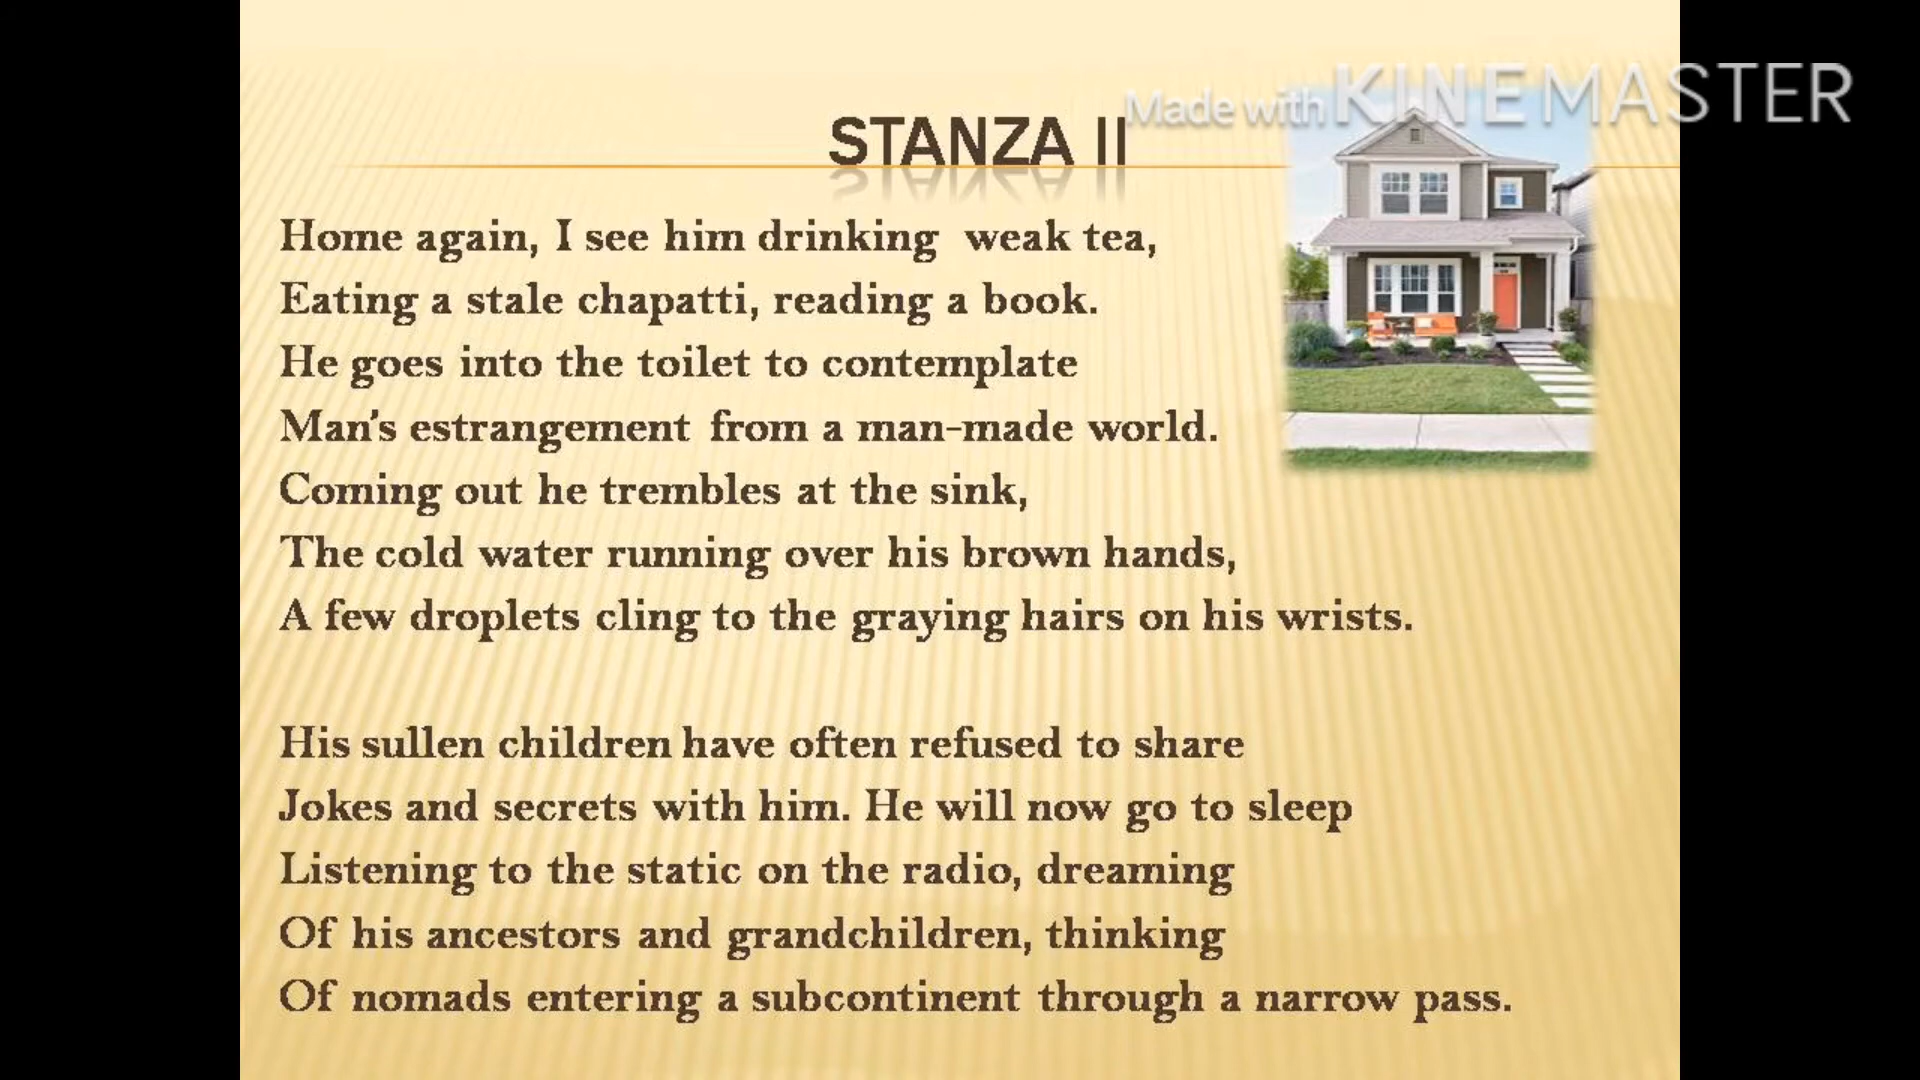 Made with KINEMASTER
STANZA II
Home again, I see him drinking weak tea,
Eating a stale chapatti, reading a book.
He goes into the toilet to contemplate
Man's estrangement from a man-made world.
Coming out he trembles at the sink,
The cold water running over his brown hands,
A few droplets cling to the graying hairs on his wrists.
His sullen children have often refused to share
Jokes and secrets with him. He will now go to sleep
Listening to the static on the radio, dreaming
Of his ancestors and grandchildren, thinking
Of nomads entering a subcontinent through a narrow pass.